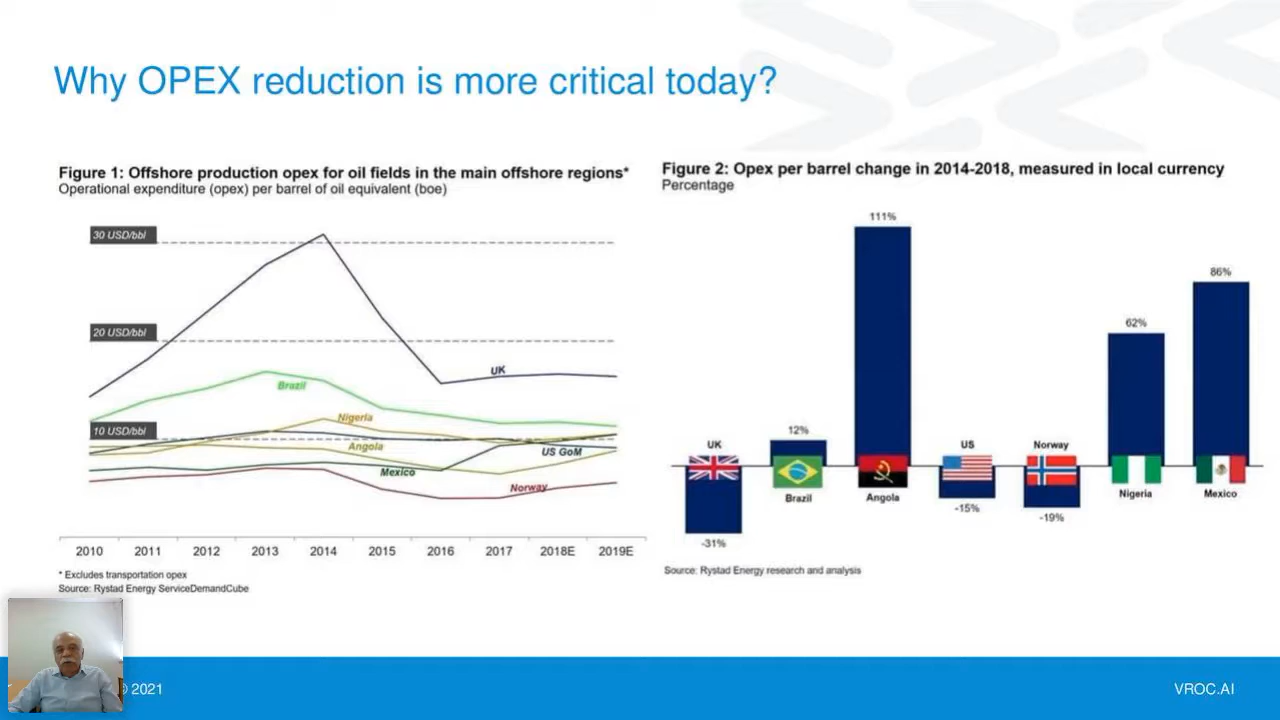 Why OPEX reduction is more critical today?
Figure 1: Offshore production opex for oil fields in the main offshore regions*
Operational expenditure (opex) per barrel of oil equivalent (boe)
30 USD/bbl
20 USD/bbl
UK
Brazil
Nigeria
10 USD/bbl
Angola
US GoM
Mexico
Norway
2010 2011 2012 2013 2014 2015 2016 2017 2018E 2019E
* Excludes transportation opex
Source: Rystad Energy ServiceDemandCube
Figure 2: Opex per barrel change in 2014-2018, measured in local currency
Percentage
111%
86%
62%
12%
UK
US
Norway
Brazil
Angola
Nigeria
Mexico
-15%
-19%
-31%
Source: Rystad Energy research and analysis
© 2021
VROC.AI